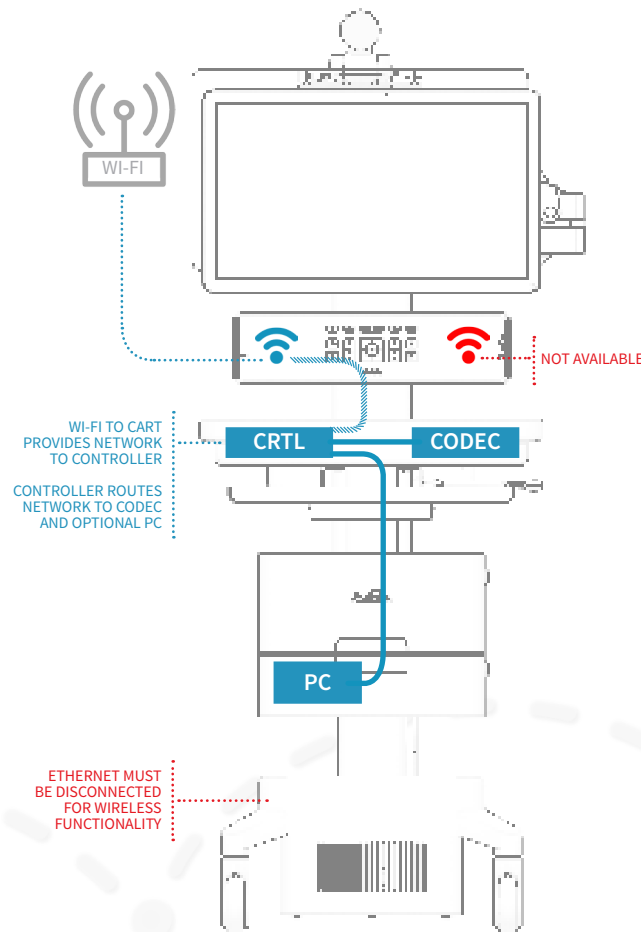 WI-FI
NOT AVAILABLE
WI-FI TO CART
PROVIDES NETWORK
TO CONTROLLER
CONTROLLER ROUTES
NETWORK TO CODEC
AND OPTIONAL PC
CRTL
CODEC
PC
ETHERNET MUST
BE DISCONNECTED
FOR WIRELESS
FUNCTIONALITY